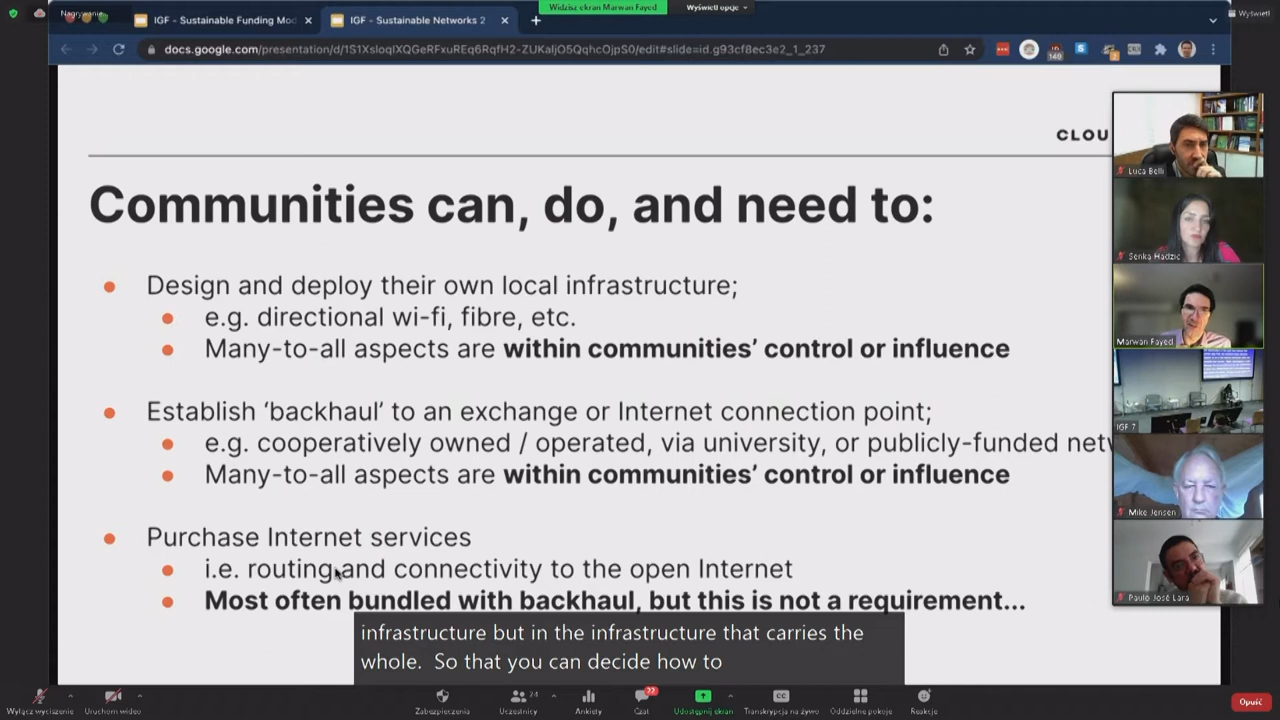 Nagrywanie
IGF - Sustainable Funding Mod
IGF - Sustainable Networks 2
Widzisz ekran Marwan Fayed
Wyświetl opcje
Wyświetl
docs.google.com/presentation/d/1S1XsloqIXQGeRFxuREq6RqfH2-ZUKaljO5QqhcOjpS0/edit#slide=id.g93cf8ec3e2_1_237
149
2
CLOU
Communities can, do, and need to:
Design and deploy their own local infrastructure;
e.g. directional wi-fi, fibre, etc.
Many-to-all aspects are within communities’ control or influence
Establish ‘backhaul’ to an exchange or Internet connection point;
e.g. cooperatively owned / operated, via university, or publicly-funded netw
Many-to-all aspects are within communities’ control or influence
Purchase Internet services
i.e. routing and connectivity to the open Internet
Most often bundled with backhaul, but this is not a requirement...
infrastructure but in the infrastructure that carries the
whole. So that you can decide how to
Luca Belli
Senka Hadzic
Marwan Fayed
IGF 7
Mike Jensen
Paulo José Lara
Wyłącz wyciszenie
Uruchom wideo
Zabezpieczenia
24
Uczestnicy
Ankiety
22
Czat
Udostępnij ekran
CC
Transkrypcja na żywo
Oddzielne pokoje
Reakcje
Opuść